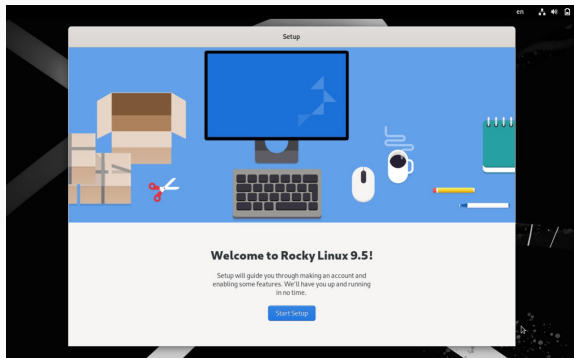 en
Setup
Welcome to Rocky Linux 9.5!
Setup will guide you through making an account and
enabling some features. We'll have you up and running
in no time.
Start Setup